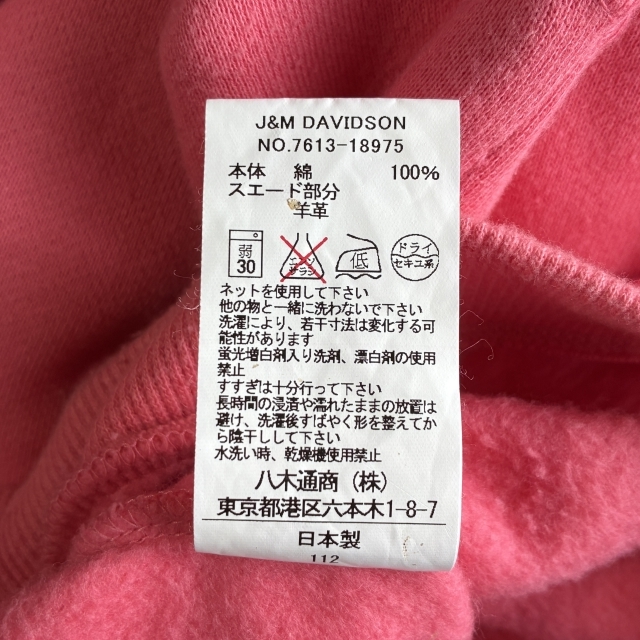 J&M DAVIDSON
NO.7613-18975
本体 綿 100%
スエード部分
羊革
弱 30
エンソ サラシ
低
ドライ
セキユ系
ネットを使用して下さい
他の物と一緒に洗わないで下さい
洗濯により、若干寸法は変化する可
能性があります
蛍光増白剤入り洗剤、漂白剤の使用
禁止
すすぎは十分行って下さい
長時間の浸漬や濡れたままの放置は
避け、洗濯後すばやく形を整えてか
ら陰干しして下さい
水洗い時、乾燥機使用禁止
八木通商（株）
東京都港区六本木1-8-7
日本製
112